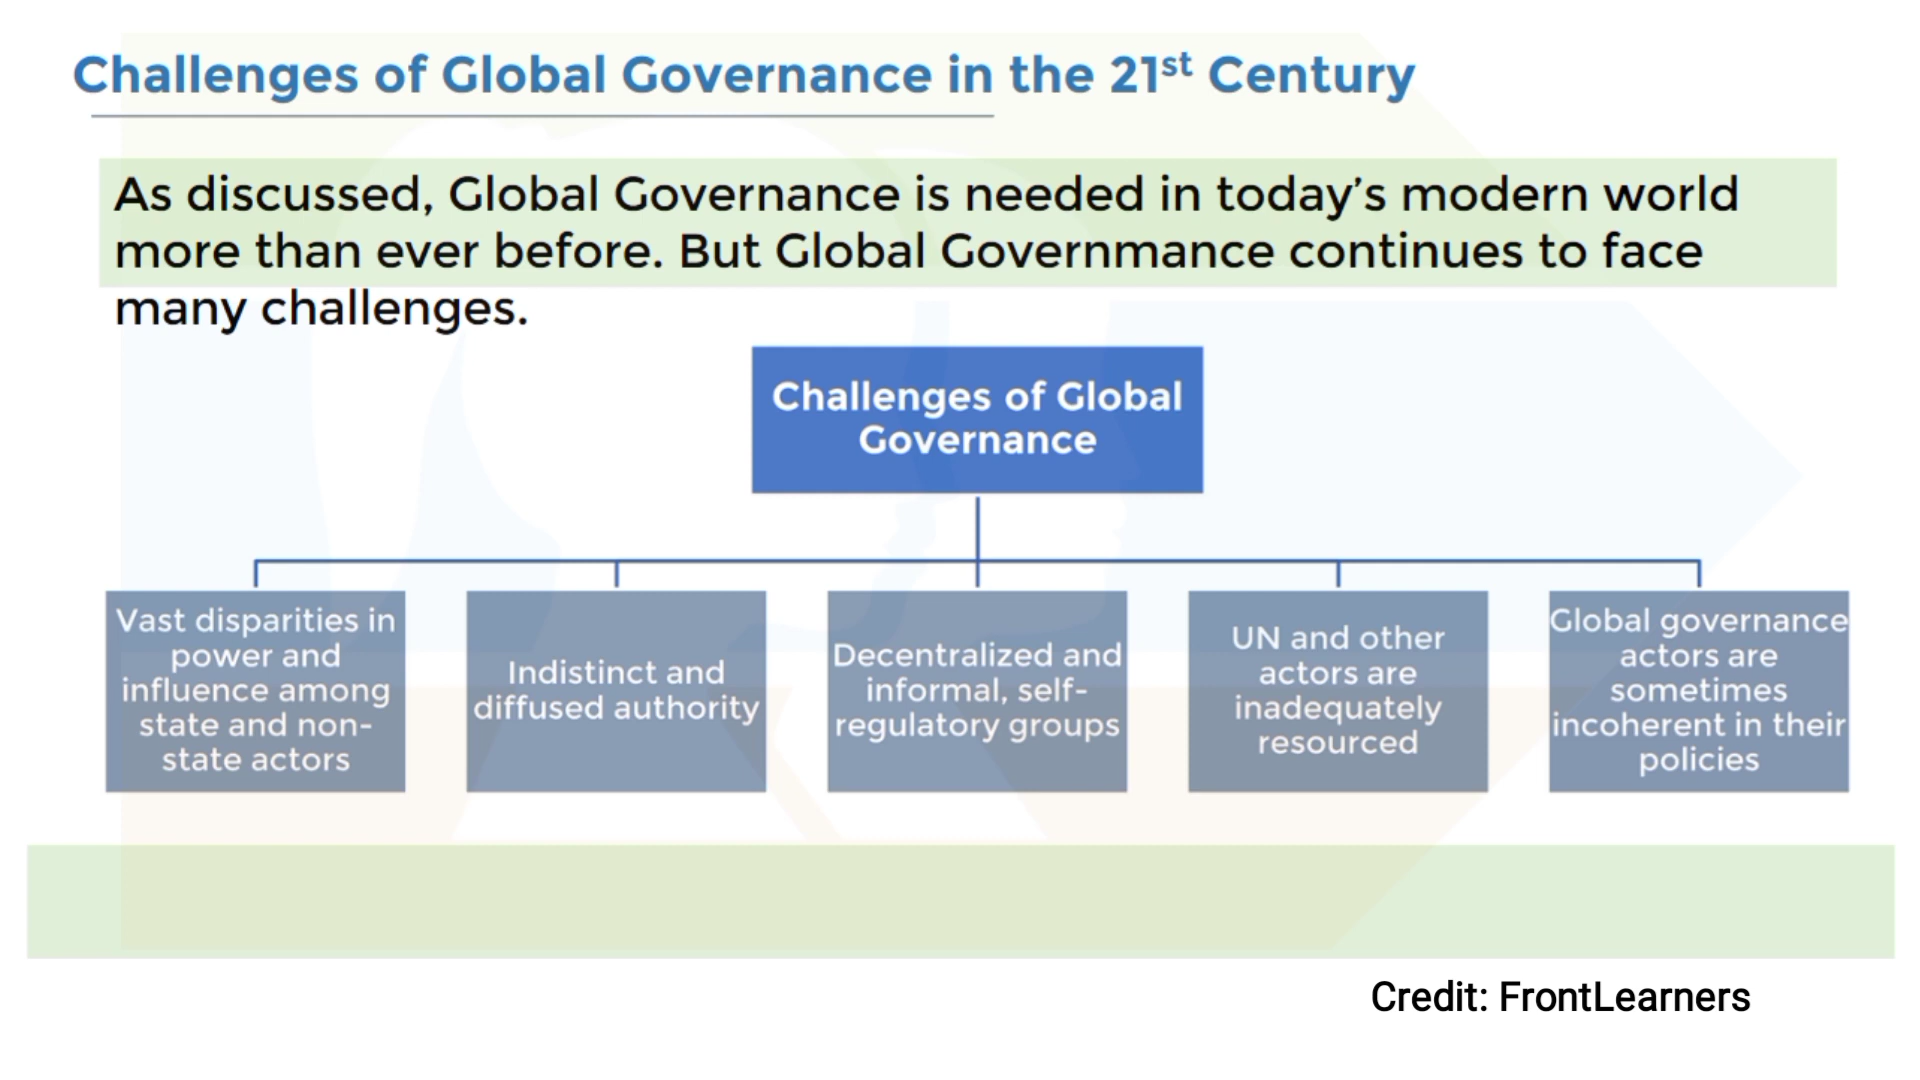 Challenges of Global Governance in the 21st Century
As discussed, Global Governance is needed in today's modern world
more than ever before. But Global Governmance continues to face
many challenges.
Challenges of Global
Governance
Vast disparities in
power and
influence among
state and non-
state actors
Indistinct and
diffused authority
Decentralized and
informal, self-
regulatory groups
UN and other
actors are
inadequately
resourced
Global governance
actors are
sometimes
incoherent in their
policies
Credit: FrontLearners